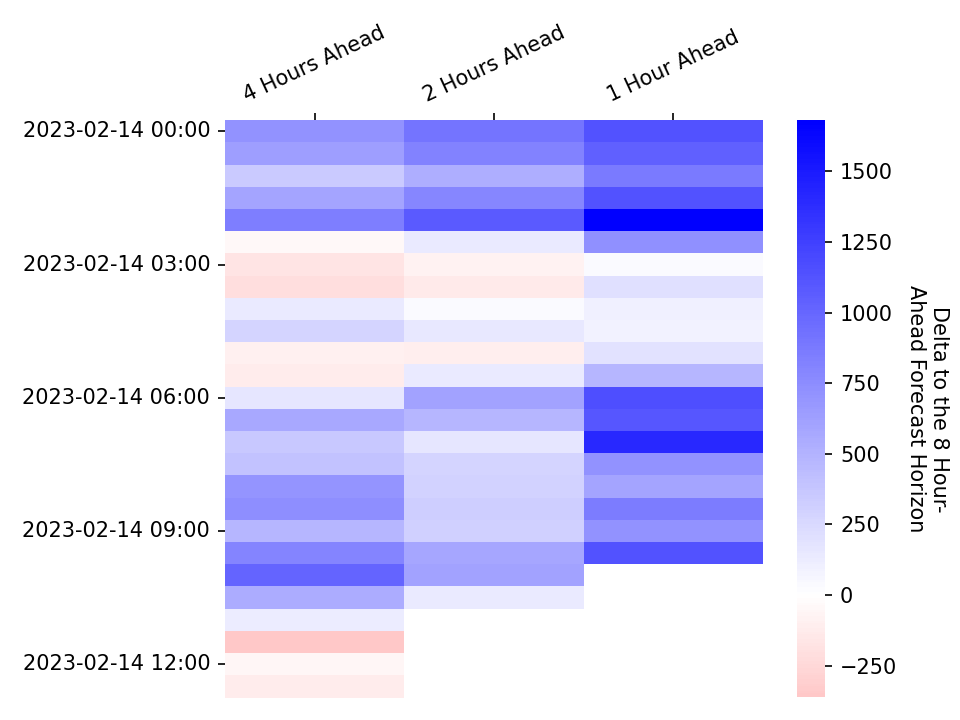 4 Hours Ahead
2 Hours Ahead
1 Hour Ahead
2023-02-14 00:00
2023-02-14 03:00
2023-02-14 06:00
2023-02-14 09:00
2023-02-14 12:00
1500
1250
1000
750
500
250
0
−250
Delta to the 8 Hour-
Ahead Forecast Horizon